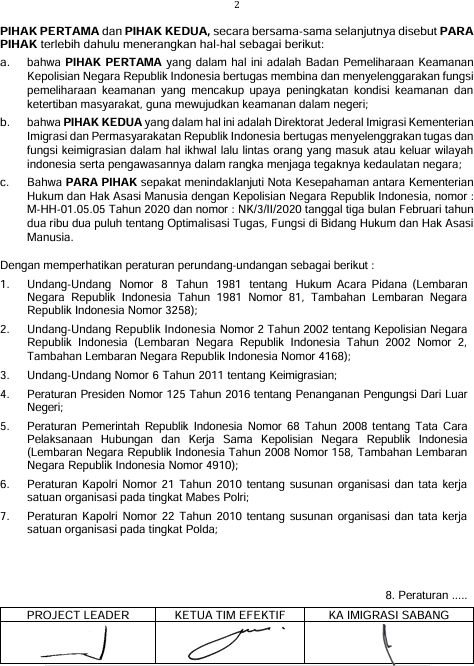 2
PIHAK PERTAMA dan PIHAK KEDUA, secara bersama-sama selanjutnya disebut PARA
PIHAK terlebih dahulu menerangkan hal-hal sebagai berikut:
a. bahwa PIHAK PERTAMA yang dalam hal ini adalah Badan Pemeliharaan Keamanan
Kepolisian Negara Republik Indonesia bertugas membina dan menyelenggarakan fungsi
pemeliharaan keamanan yang mencakup upaya peningkatan kondisi keamanan dan
ketertiban masyarakat, guna mewujudkan keamanan dalam negeri;
b. bahwa PIHAK KEDUA yang dalam hal ini adalah Direktorat Jederal Imigrasi Kementerian
Imigrasi dan Permasyarakatan Republik Indonesia bertugas menyelenggrakan tugas dan
fungsi keimigrasian dalam hal ikhwal lalu lintas orang yang masuk atau keluar wilayah
indonesia serta pengawasannya dalam rangka menjaga tegaknya kedaulatan negara;
c. Bahwa PARA PIHAK sepakat menindaklanjuti Nota Kesepahaman antara Kementerian
Hukum dan Hak Asasi Manusia dengan Kepolisian Negara Republik Indonesia, nomor :
M-HH-01.05.05 Tahun 2020 dan nomor : NK/3/II/2020 tanggal tiga bulan Februari tahun
dua ribu dua puluh tentang Optimalisasi Tugas, Fungsi di Bidang Hukum dan Hak Asasi
Manusia.
Dengan memperhatikan peraturan perundang-undangan sebagai berikut :
1. Undang-Undang Nomor 8 Tahun 1981 tentang Hukum Acara Pidana (Lembaran
Negara Republik Indonesia Tahun 1981 Nomor 81, Tambahan Lembaran Negara
Republik Indonesia Nomor 3258);
2. Undang-Undang Republik Indonesia Nomor 2 Tahun 2002 tentang Kepolisian Negara
Republik Indonesia (Lembaran Negara Republik Indonesia Tahun 2002 Nomor 2,
Tambahan Lembaran Negara Republik Indonesia Nomor 4168);
3. Undang-Undang Nomor 6 Tahun 2011 tentang Keimigrasian;
4. Peraturan Presiden Nomor 125 Tahun 2016 tentang Penanganan Pengungsi Dari Luar
Negeri;
5. Peraturan Pemerintah Republik Indonesia Nomor 68 Tahun 2008 tentang Tata Cara
Pelaksanaan Hubungan dan Kerja Sama Kepolisian Negara Republik Indonesia
(Lembaran Negara Republik Indonesia Tahun 2008 Nomor 158, Tambahan Lembaran
Negara Republik Indonesia Nomor 4910);
6. Peraturan Kapolri Nomor 21 Tahun 2010 tentang susunan organisasi dan tata kerja
satuan organisasi pada tingkat Mabes Polri;
7. Peraturan Kapolri Nomor 22 Tahun 2010 tentang susunan organisasi dan tata kerja
satuan organisasi pada tingkat Polda;
8. Peraturan .....
PROJECT LEADER KETUA TIM EFEKTIF KA IMIGRASI SABANG